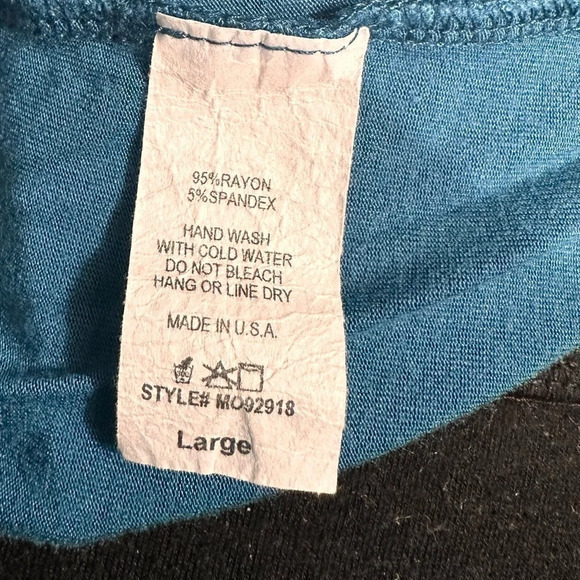 95%RAYON
5%SPANDEX
HAND WASH
WITH COLD WATER
DO NOT BLEACH
HANG OR LINE DRY
MADE IN U.S.A.
STYLE# MO92918
Large